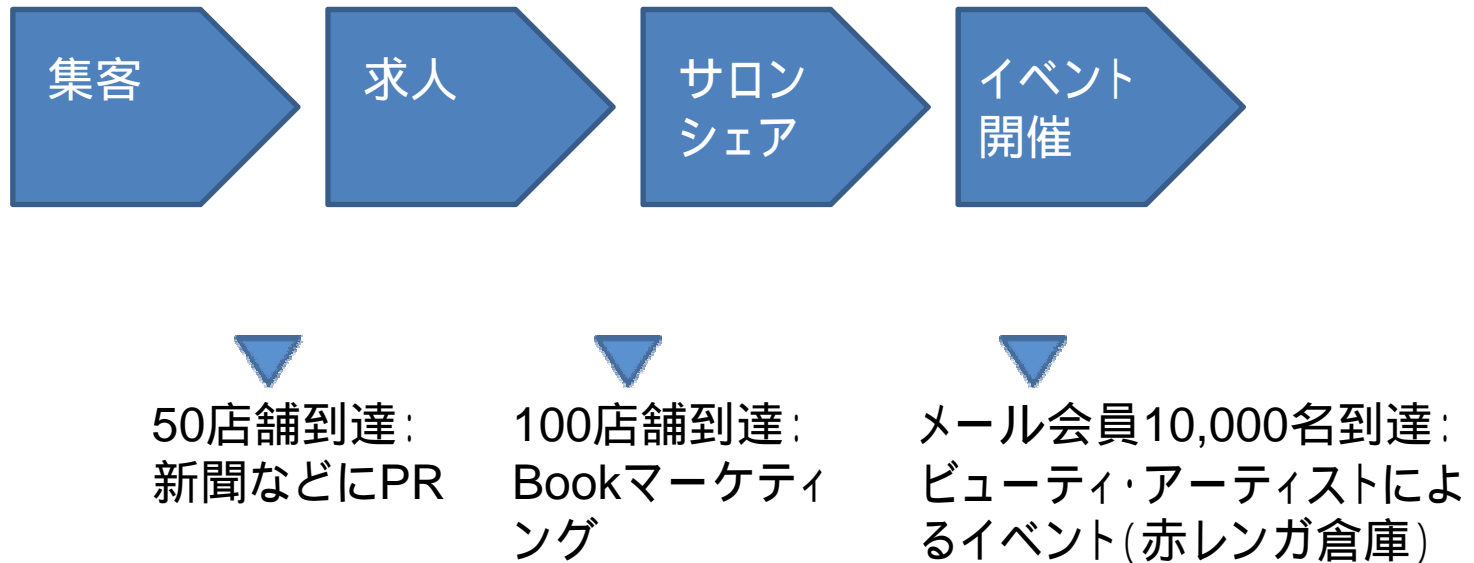 集客
求人
サロン
シェア
イベント
開催
50店舗到達:
新聞などにPR
100店舗到達:
Bookマーケティ
ング
メール会員10,000名到達:
ビューティ・アーティストによ
るイベント(赤レンガ倉庫)